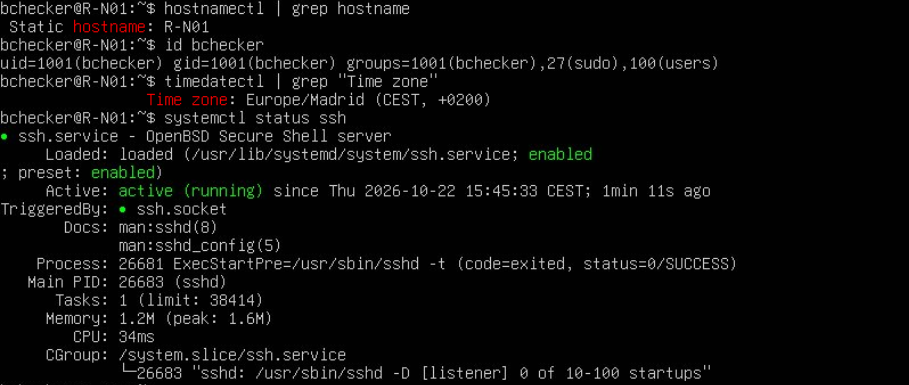 bchecker@R-N01:~$ hostnamectl | grep hostname
 Static hostname: R-N01
bchecker@R-N01:~$ id bchecker
uid=1001(bchecker) gid=1001(bchecker) groups=1001(bchecker),27(sudo),100(users)
bchecker@R-N01:~$ timedatectl | grep "Time zone"
                Time zone: Europe/Madrid (CEST, +0200)
bchecker@R-N01:~$ systemctl status ssh
● ssh.service - OpenBSD Secure Shell server
     Loaded: loaded (/usr/lib/systemd/system/ssh.service; enabled
; preset: enabled)
     Active: active (running) since Thu 2026-10-22 15:45:33 CEST; 1min 11s ago
TriggeredBy: ● ssh.socket
       Docs: man:sshd(8)
             man:sshd_config(5)
    Process: 26681 ExecStartPre=/usr/sbin/sshd -t (code=exited, status=0/SUCCESS)
   Main PID: 26683 (sshd)
      Tasks: 1 (limit: 38414)
     Memory: 1.2M (peak: 1.6M)
        CPU: 34ms
     CGroup: /system.slice/ssh.service
             └─26683 "sshd: /usr/sbin/sshd -D [listener] 0 of 10-100 startups"